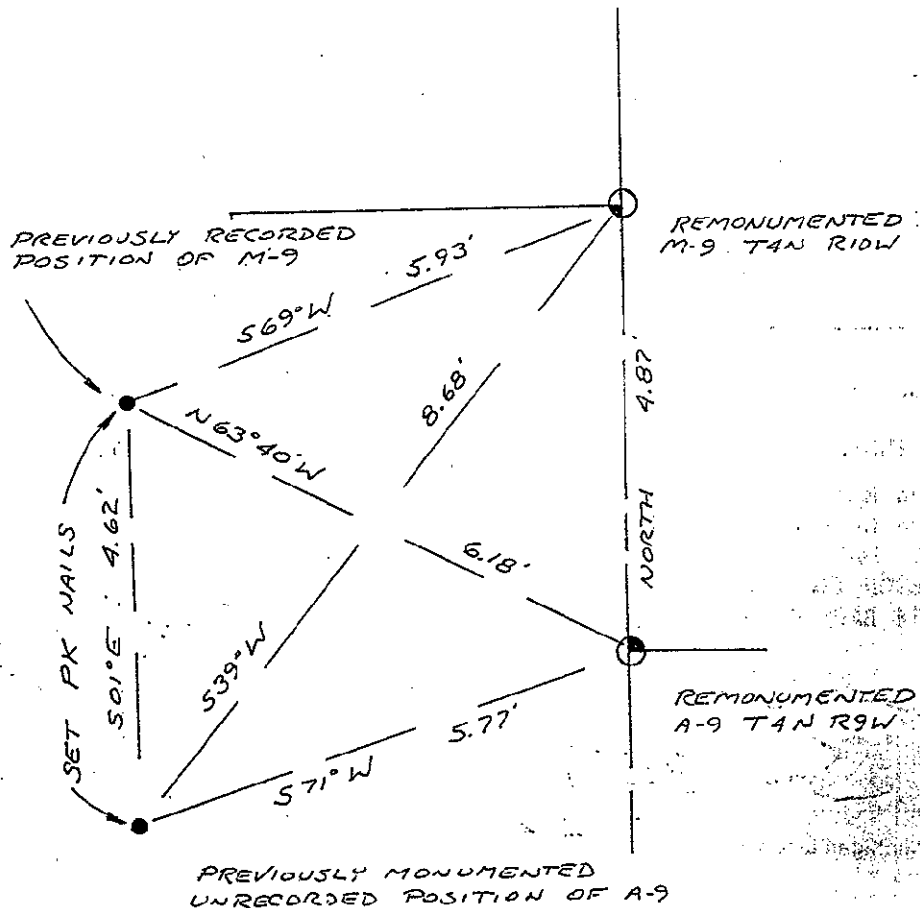 PREVIOUSLY RECORDED
POSITION OF M-9
REMONUMENTED
M-9 T4N R10W
S69°W
5.93'
8.68'
4.87'
N63°40'W
SET PK NAILS
S01°E
4.62'
6.18'
NORTH
S39°W
REMONUMENTED
A-9 T4N R9W
5.77'
S71°W
PREVIOUSLY MONUMENTED
UNRECORDED POSITION OF A-9